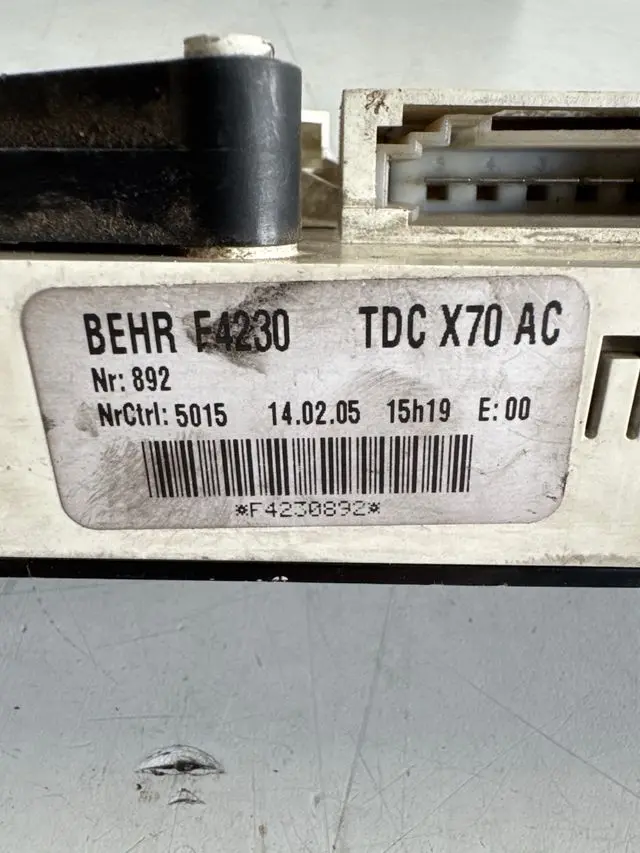 BEHR F4230 TDC X70 AC
Nr: 892
NrCtrl: 5015 14.02.05 15h19 E: 00
*F4230892*